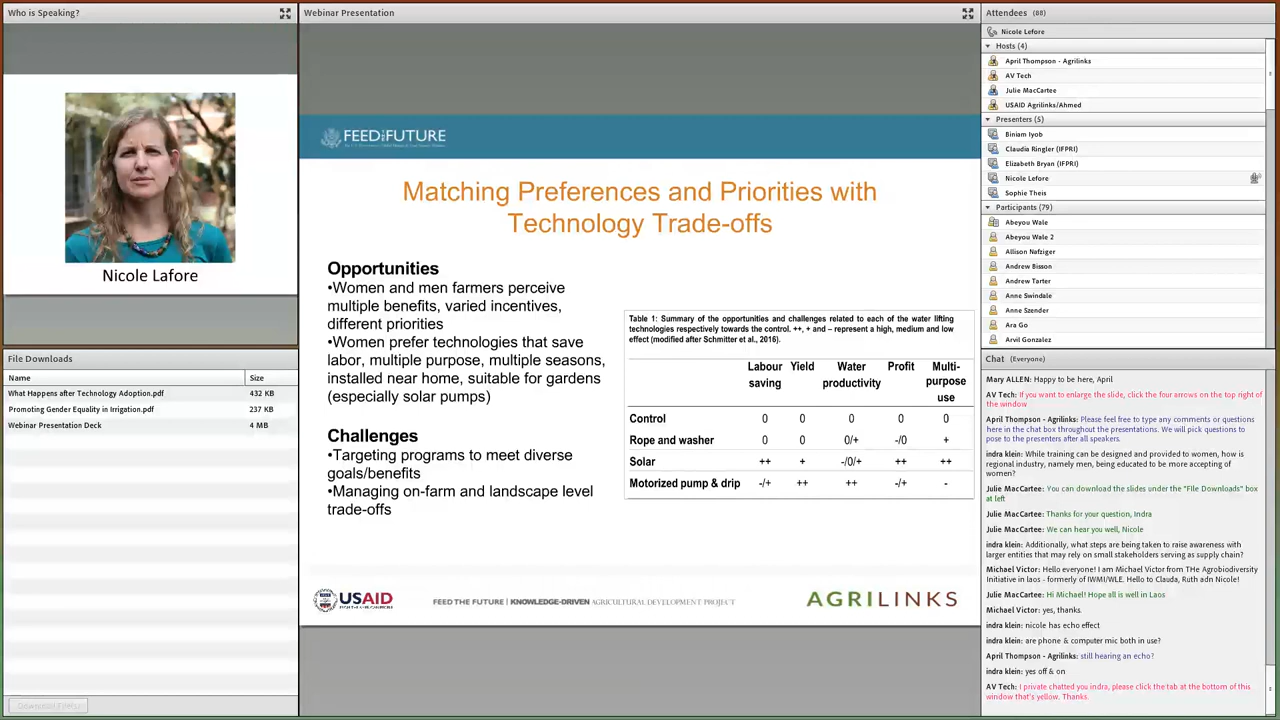 Who is Speaking?
Nicole Lafore
File Downloads
Name Size
What Happens after Technology Adoption.pdf 432 KB
Promoting Gender Equality in Irrigation.pdf 237 KB
Webinar Presentation Deck 4 MB
Download File(s)
Webinar Presentation
FEED THE FUTURE
Matching Preferences and Priorities with
Technology Trade-offs
Opportunities
•Women and men farmers perceive
multiple benefits, varied incentives,
different priorities
•Women prefer technologies that save
labor, multiple purpose, multiple seasons,
installed near home, suitable for gardens
(especially solar pumps)
Challenges
•Targeting programs to meet diverse
goals/benefits
•Managing on-farm and landscape level
trade-offs
Table 1: Summary of the opportunities and challenges related to each of the water lifting
technologies respectively towards the control. ++, + and – represent a high, medium and low
effect (modified after Schmitter et al., 2016).
Labour Yield Water Profit Multi-
saving productivity purpose
use
Control 0 0 0 0 0
Rope and washer 0 0 0/+ -/0 +
Solar ++ + -/0/+ ++ ++
Motorized pump & drip -/+ ++ ++ -/+ -
USAID
FEED THE FUTURE | KNOWLEDGE-DRIVEN AGRICULTURAL DEVELOPMENT PROJECT
AGRILINKS
Attendees (88)
Nicole Lefore
Hosts (4)
April Thompson - Agrilinks
AV Tech
Julie MacCartee
USAID Agrilinks/Ahmed
Presenters (5)
Biniam Iyob
Claudia Ringler (IFPRI)
Elizabeth Bryan (IFPRI)
Nicole Lefore
Sophie Theis
Participants (79)
Abeyou Wale
Abeyou Wale 2
Allison Nafziger
Andrew Bisson
Andrew Tarter
Anne Swindale
Anne Szender
Ara Go
Arvil Gonzalez
Chat (Everyone)
Mary ALLEN: Happy to be here, April
AV Tech: If you want to enlarge the slide, click the four arrows on the top right of
the window
April Thompson - Agrilinks: Please feel free to type any comments or questions
here in the chat box throughout the presentations. We will pick questions to
pose to the presenters after all speakers.
indra klein: While training can be designed and provided to women, how is
regional industry, namely men, being educated to be more accepting of
women?
Julie MacCartee: You can download the slides under the "File Downloads" box
at left
Julie MacCartee: Thanks for your question, Indra
Julie MacCartee: We can hear you well, Nicole
indra klein: Additionally, what steps are being taken to raise awareness with
larger entities that may rely on small stakeholders serving as supply chain?
Michael Victor: Hello everyone! I am Michael Victor from THe Agrobiodiversity
Initiative in laos - formerly of IWMI/WLE. Hello to Clauda, Ruth adn Nicole!
Julie MacCartee: Hi Michael! Hope all is well in Laos
Michael Victor: yes, thanks.
indra klein: nicole has echo effect
indra klein: are phone & computer mic both in use?
April Thompson - Agrilinks: still hearing an echo?
indra klein: yes off & on
AV Tech: I private chatted you indra, please click the tab at the bottom of this
window that's yellow. Thanks.